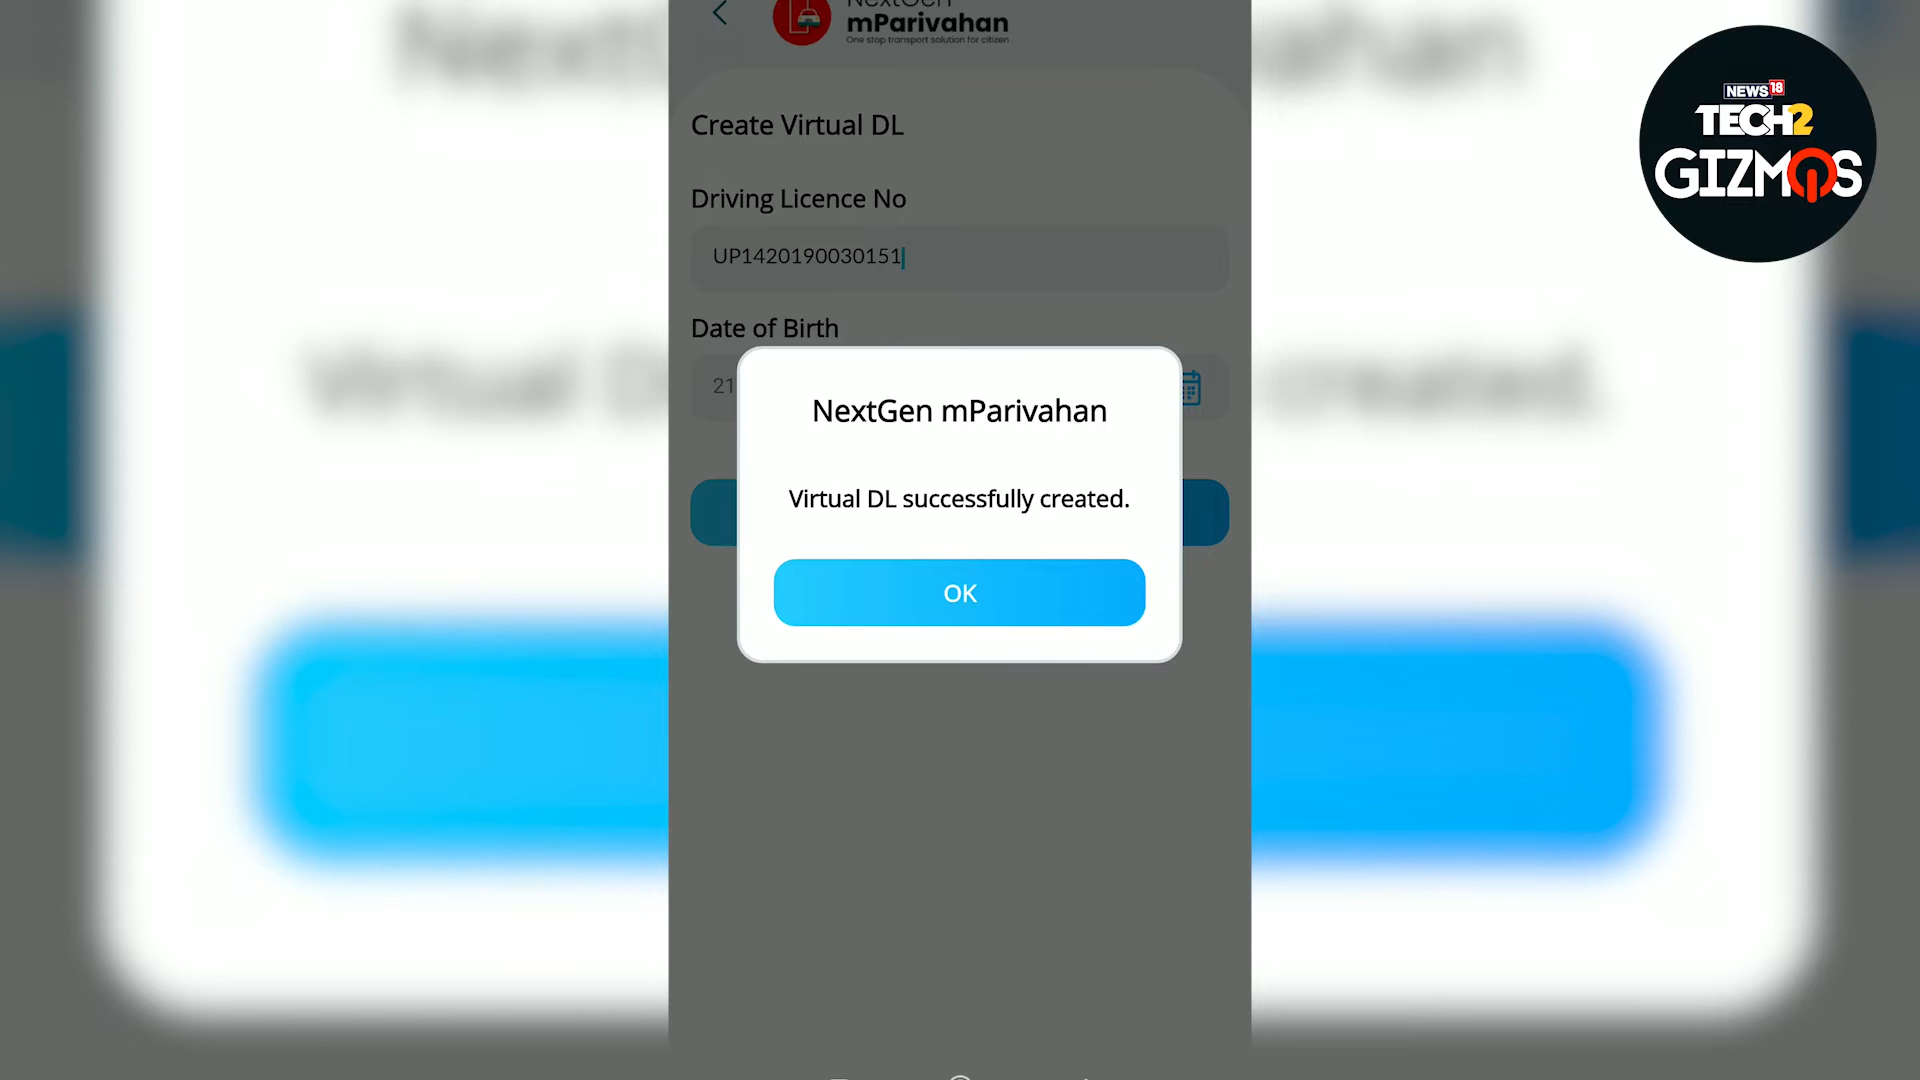 NextGen
mParivahan
One stop transport solution for citizen
NEWS18
TECH2
GIZMOS
Create Virtual DL
Driving Licence No
UP1420190030151
Date of Birth
21
NextGen mParivahan
Virtual DL successfully created.
OK